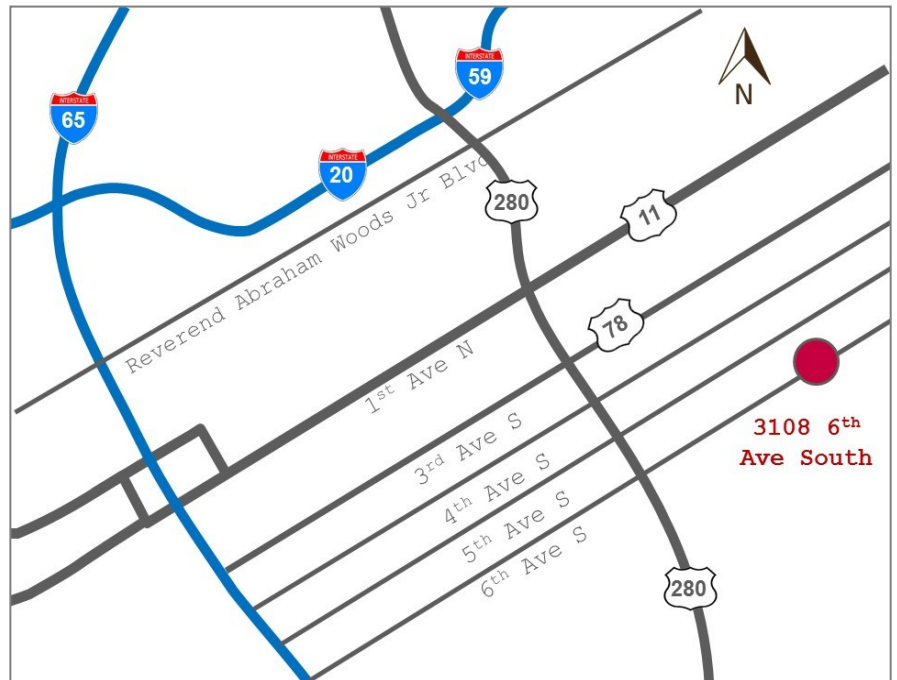 INTERSTATE
59
INTERSTATE
65
N
INTERSTATE
20
Reverend Abraham Woods Jr Blvd
280
11
78
1st Ave N
3rd Ave S
4th Ave S
5th Ave S
6th Ave S
3108 6th
Ave South
280